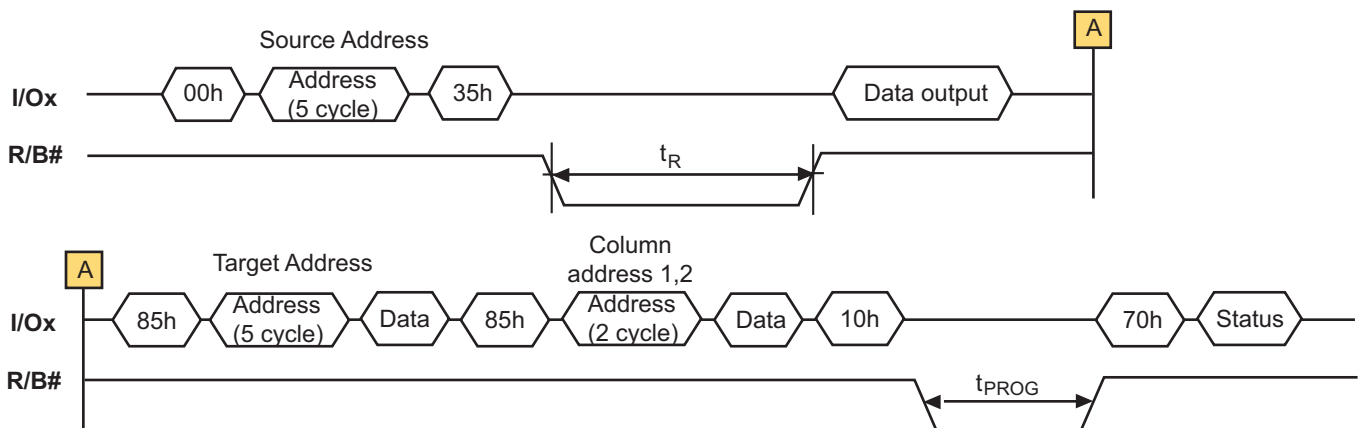 Source Address
A
I/Ox
00h
Address
(5 cycle)
35h
Data output
R/B#
tR
A
Target Address
Column
address 1,2
I/Ox
85h
Address
(5 cycle)
Data
85h
Address
(2 cycle)
Data
10h
70h
Status
R/B#
tPROG